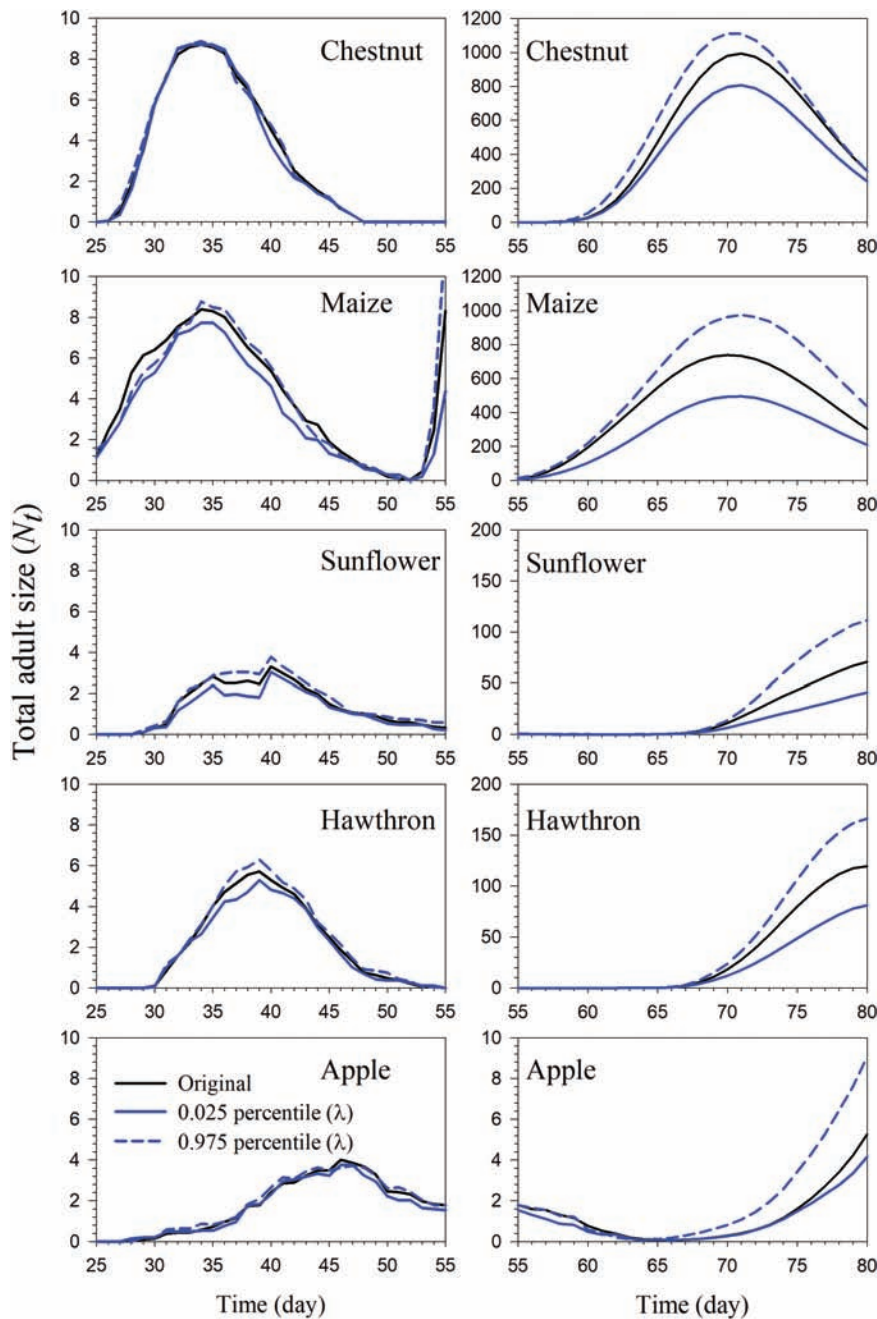 Total adult size (Nt)
Chestnut
10
8
6
4
2
0
25 30 35 40 45 50 55
Chestnut
1200
1000
800
600
400
200
0
55 60 65 70 75 80
Maize
10
8
6
4
2
0
25 30 35 40 45 50 55
Maize
1200
1000
800
600
400
200
0
55 60 65 70 75 80
Sunflower
10
8
6
4
2
0
25 30 35 40 45 50 55
Sunflower
200
150
100
50
0
55 60 65 70 75 80
Hawthron
10
8
6
4
2
0
25 30 35 40 45 50 55
Hawthron
200
150
100
50
0
55 60 65 70 75 80
Apple
Original
0.025 percentile (λ)
0.975 percentile (λ)
10
8
6
4
2
0
25 30 35 40 45 50 55
Time (day)
Apple
10
8
6
4
2
0
55 60 65 70 75 80
Time (day)